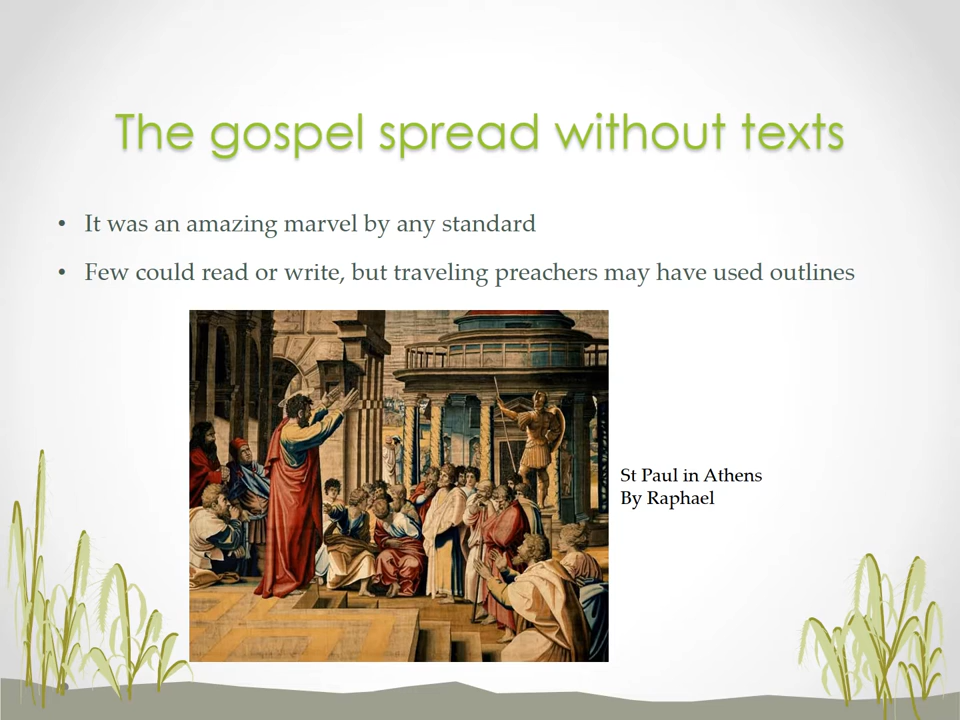 The gospel spread without texts
• It was an amazing marvel by any standard
• Few could read or write, but traveling preachers may have used outlines
St Paul in Athens
By Raphael